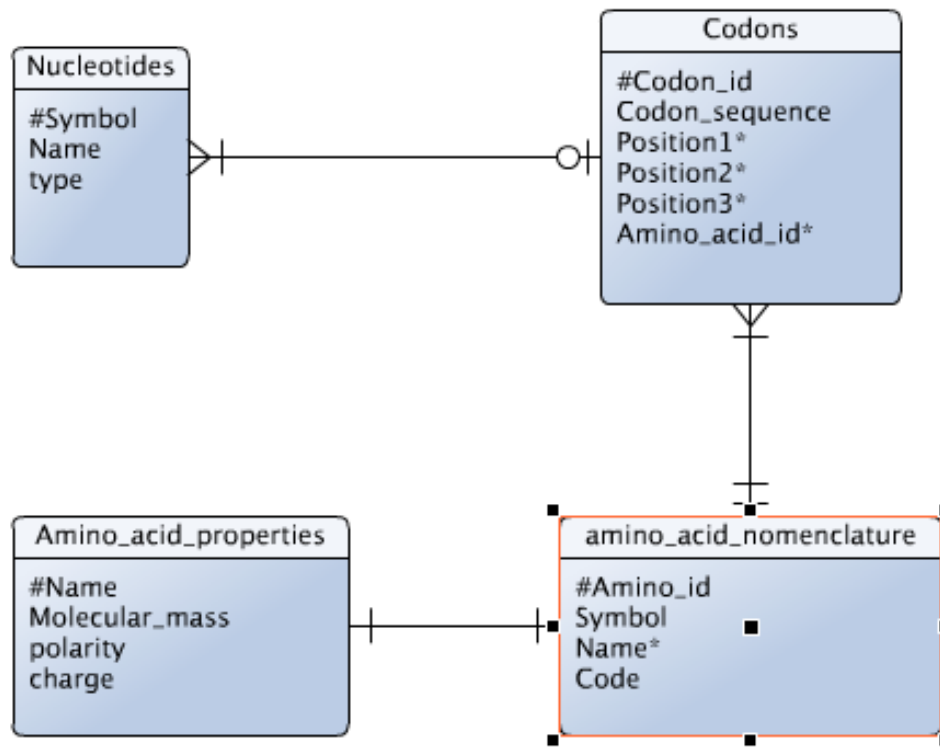 Nucleotides
#Symbol
Name
type
Codons
#Codon_id
Codon_sequence
Position1*
Position2*
Position3*
Amino_acid_id*
Amino_acid_properties
#Name
Molecular_mass
polarity
charge
amino_acid_nomenclature
#Amino_id
Symbol
Name*
Code